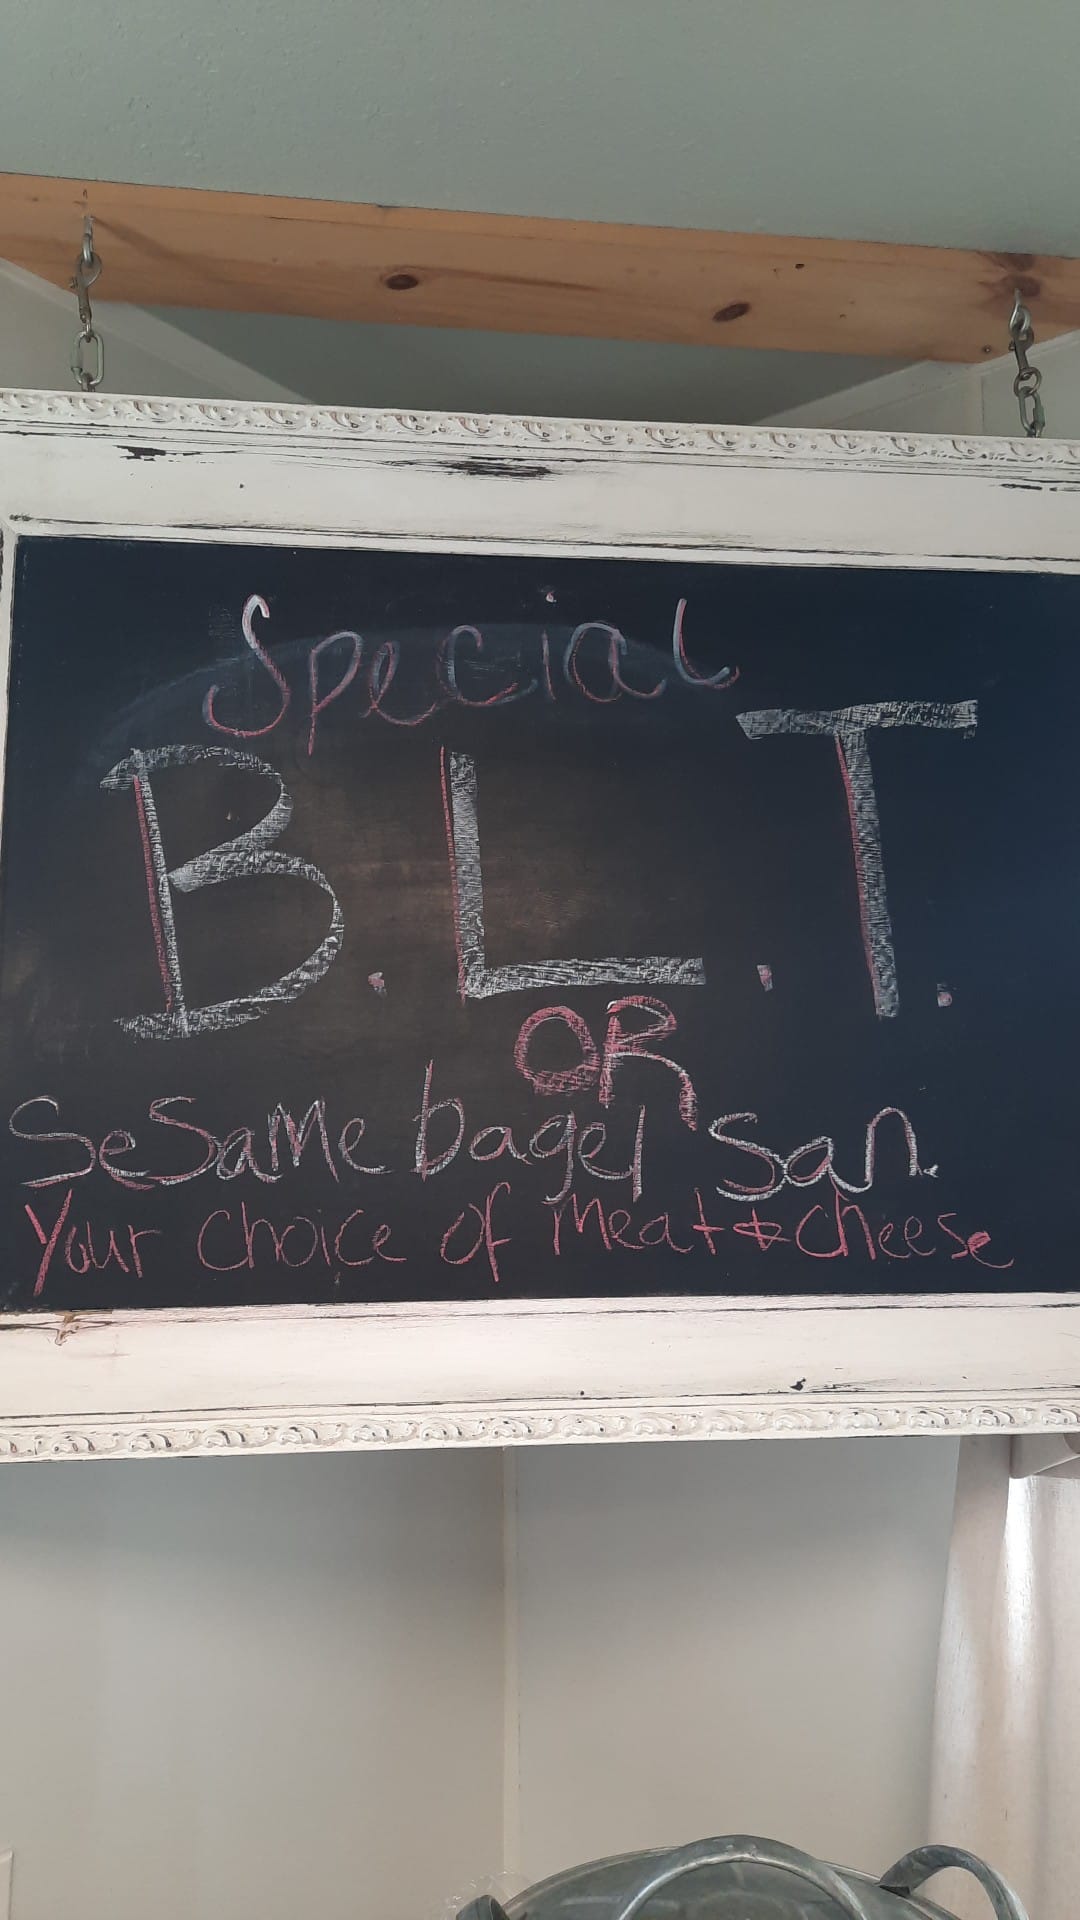 Special
B.L.T.
OR
SeSame bagel San.
Your choice of Meat & cheese